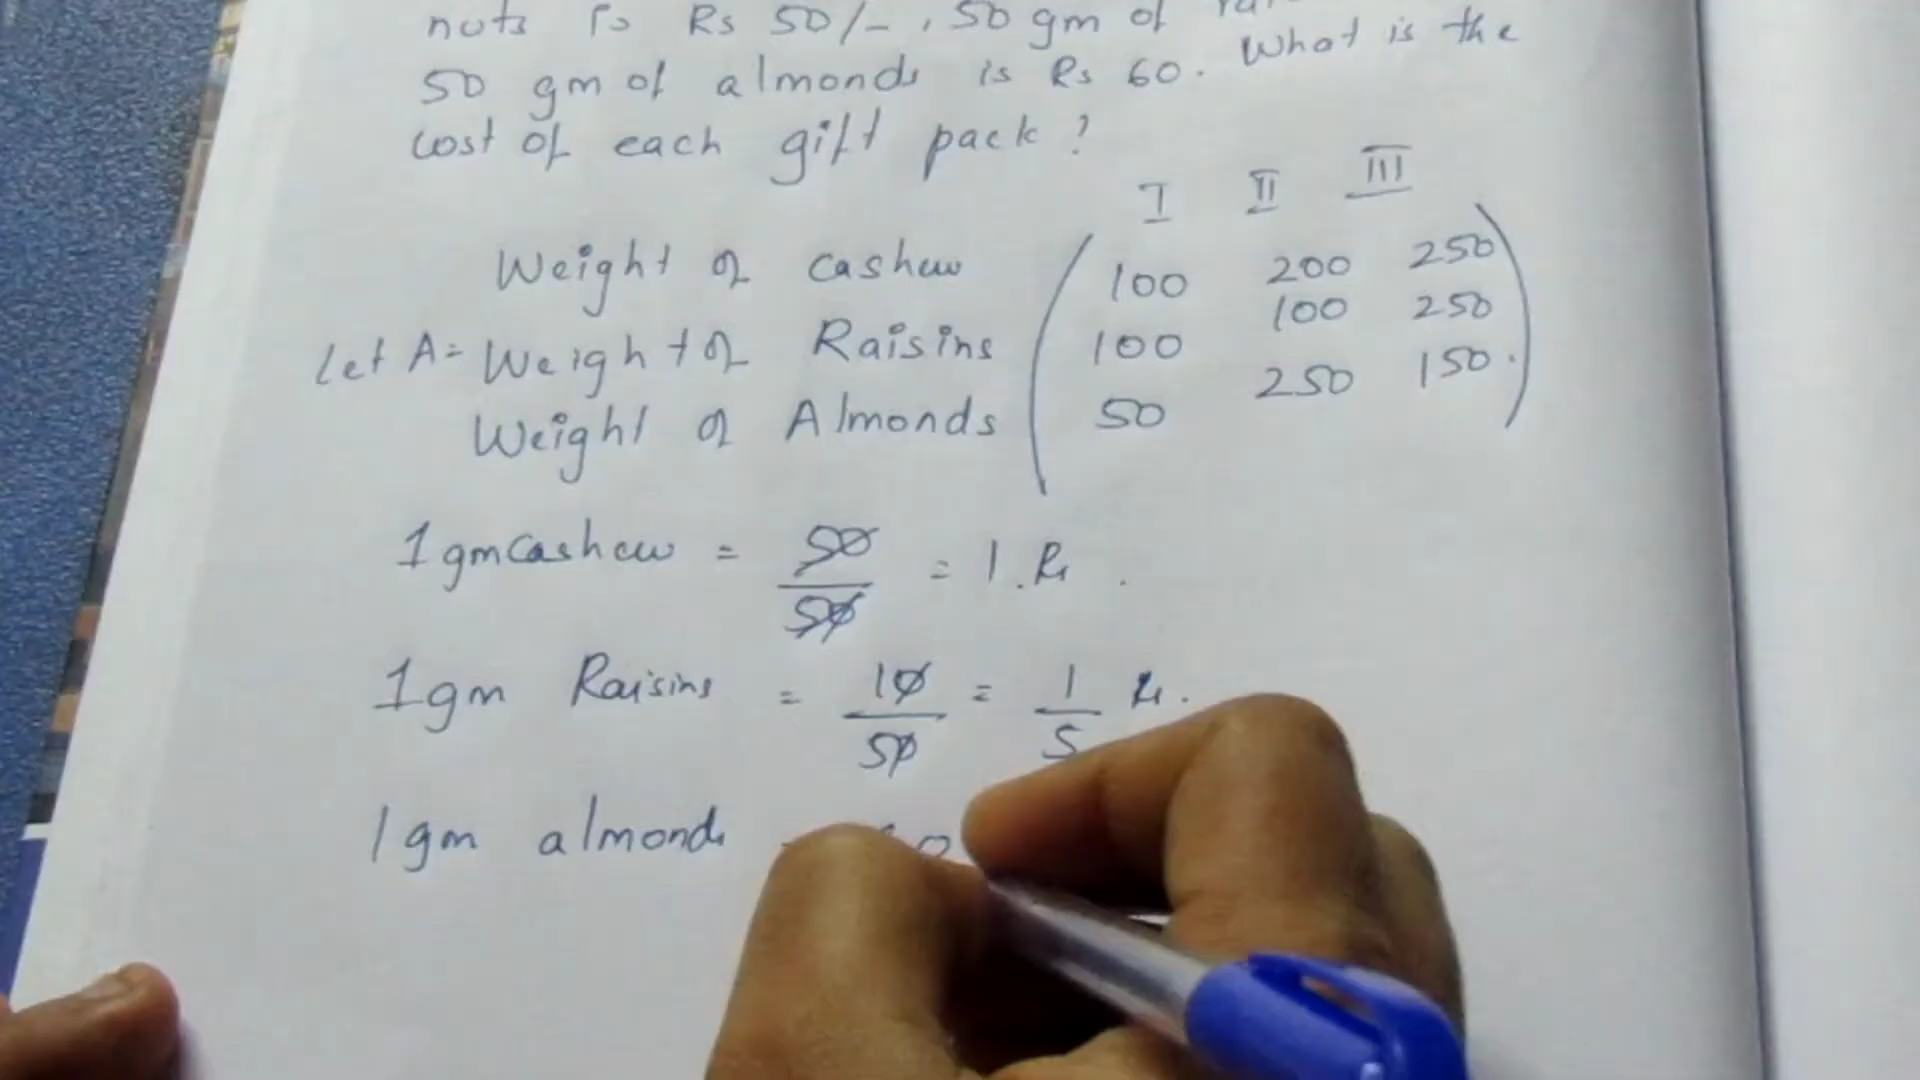 nuts is Rs 50/- , 50 gm of
50 gm of almonds is Rs 60. What is the
cost of each gift pack ?
I II III
Weight of cashew 100 200 250
Let A = Weight of Raisins 100 100 250
Weight of Almonds 50 250 150.
1 gm cashew = 50/50 = 1 . Rs .
1 gm Raisins = 10/50 = 1/5 Rs.
1 gm almonds =